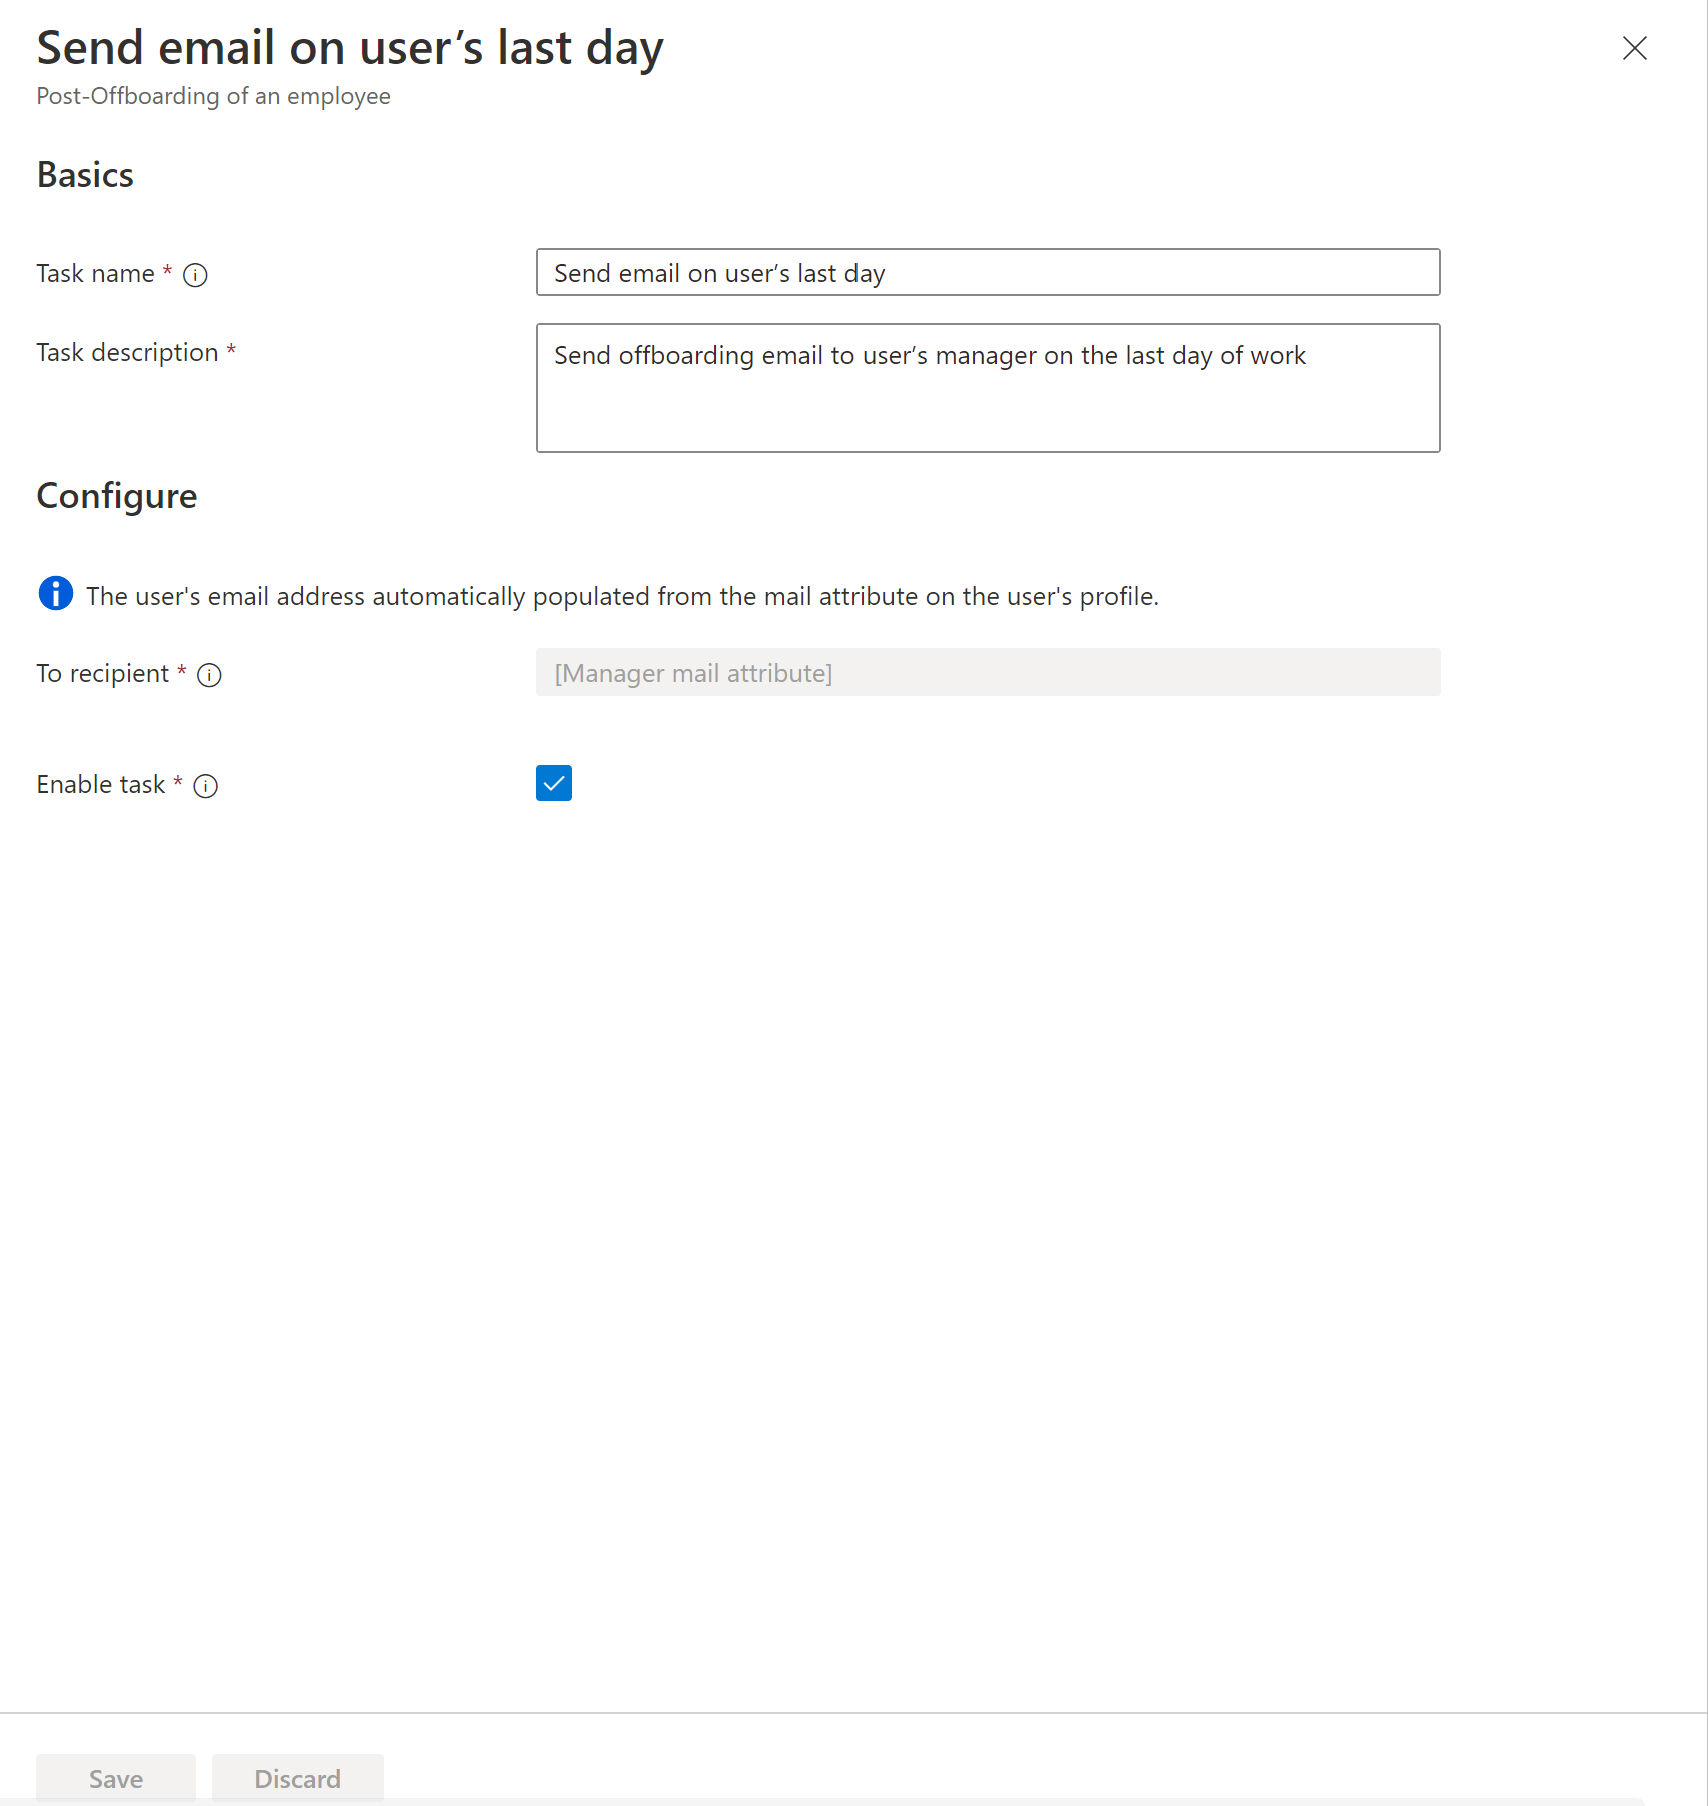 Send email on user’s last day
Post-Offboarding of an employee
Basics
Task name *
Send email on user’s last day
Task description *
Send offboarding email to user’s manager on the last day of work
Configure
The user's email address automatically populated from the mail attribute on the user's profile.
To recipient *
[Manager mail attribute]
Enable task *
Save Discard